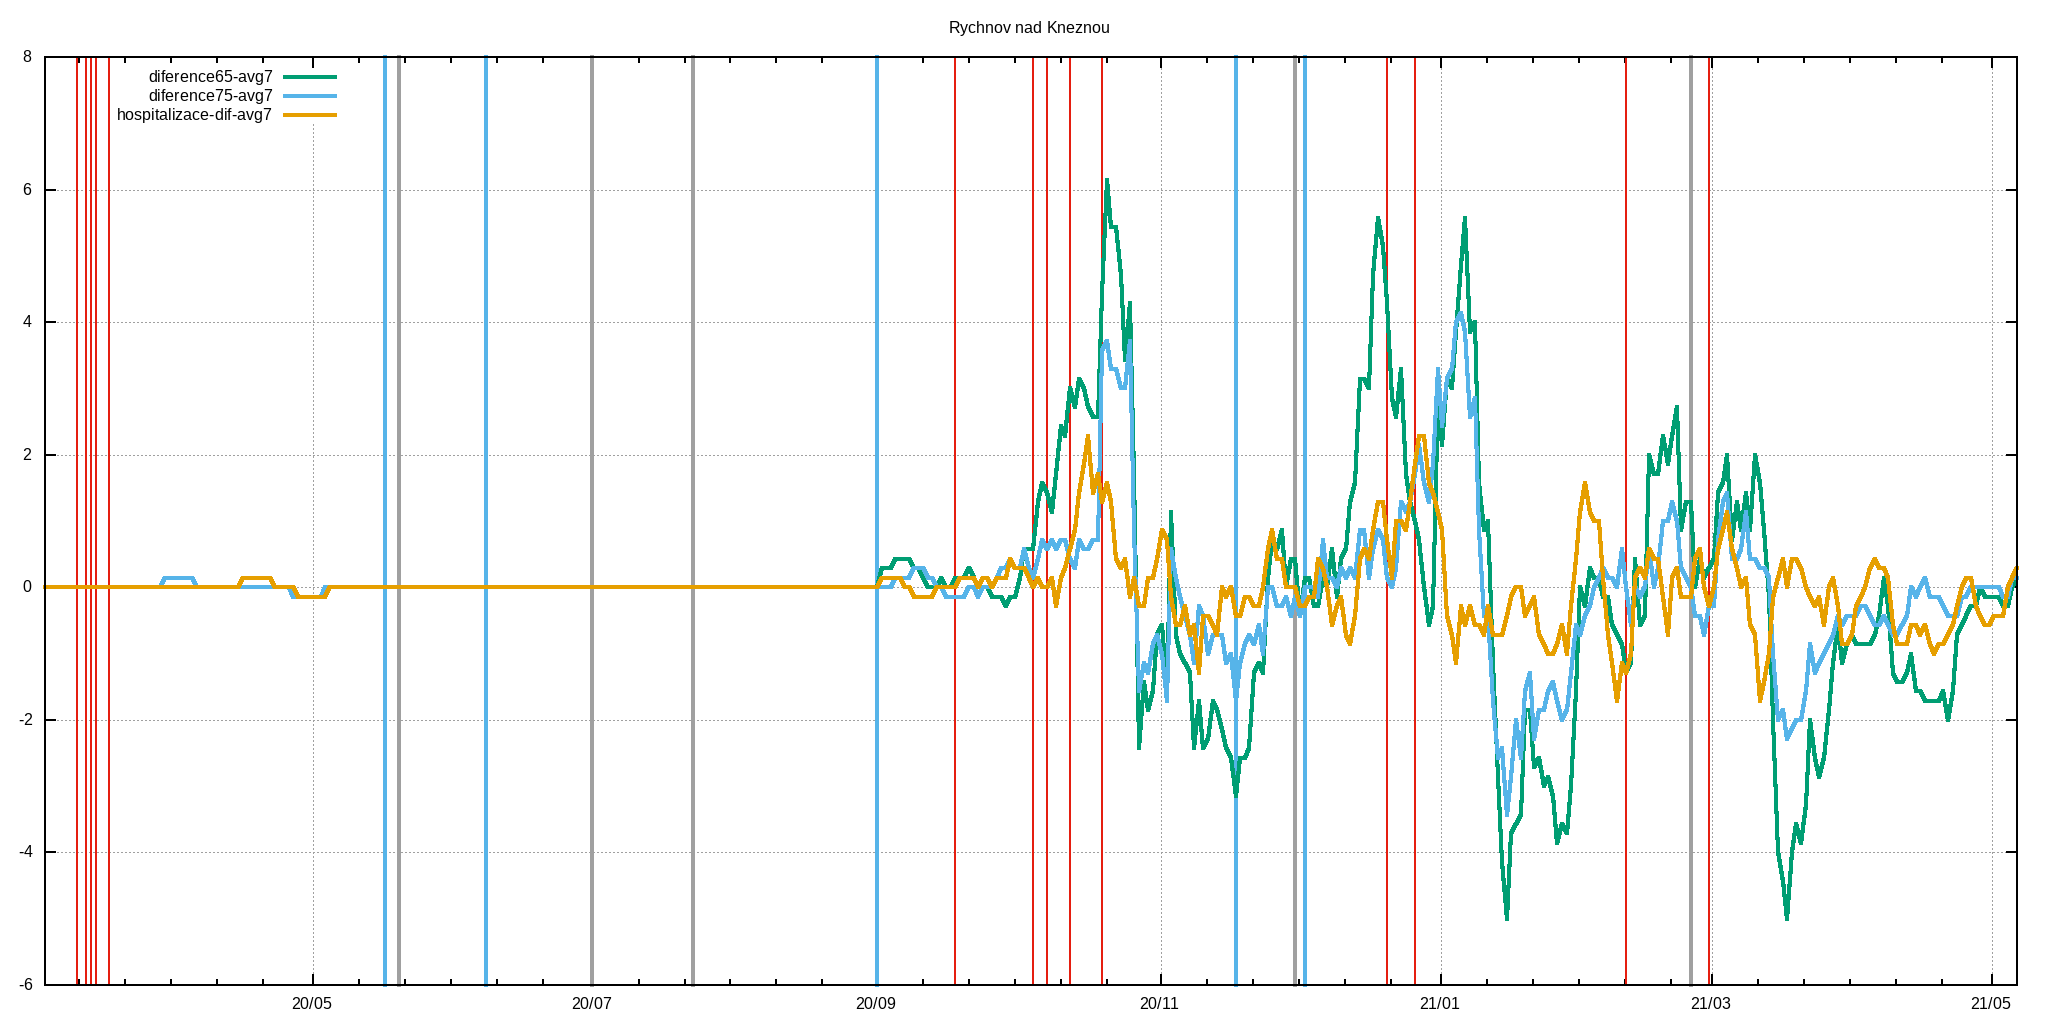 Rychnov nad Kneznou
8
diference65-avg7
diference75-avg7
hospitalizace-dif-avg7
6
4
2
0
-2
-4
-6
20/05 20/07 20/09 20/11 21/01 21/03 21/05